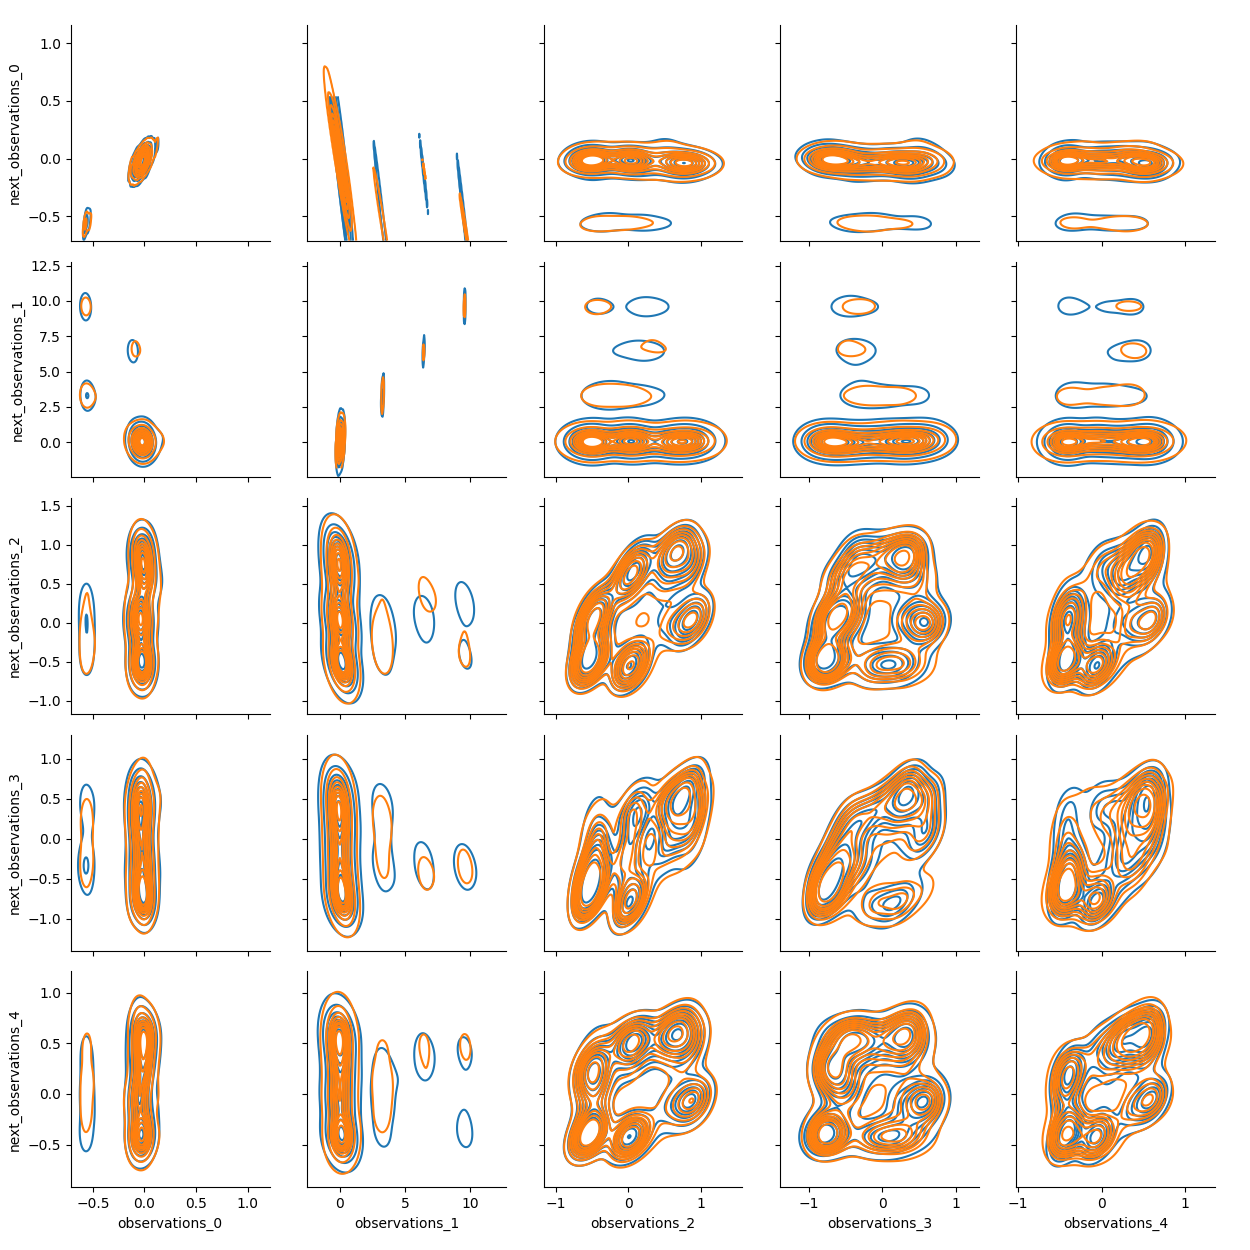 1.0
0.5
0.0
−0.5
next_observations_0
12.5
10.0
7.5
5.0
2.5
0.0
next_observations_1
1.5
1.0
0.5
0.0
−0.5
−1.0
next_observations_2
1.0
0.5
0.0
−0.5
−1.0
next_observations_3
1.0
0.5
0.0
−0.5
next_observations_4
−0.5 0.0 0.5 1.0
observations_0
0 5 10
observations_1
−1 0 1
observations_2
−1 0 1
observations_3
−1 0 1
observations_4